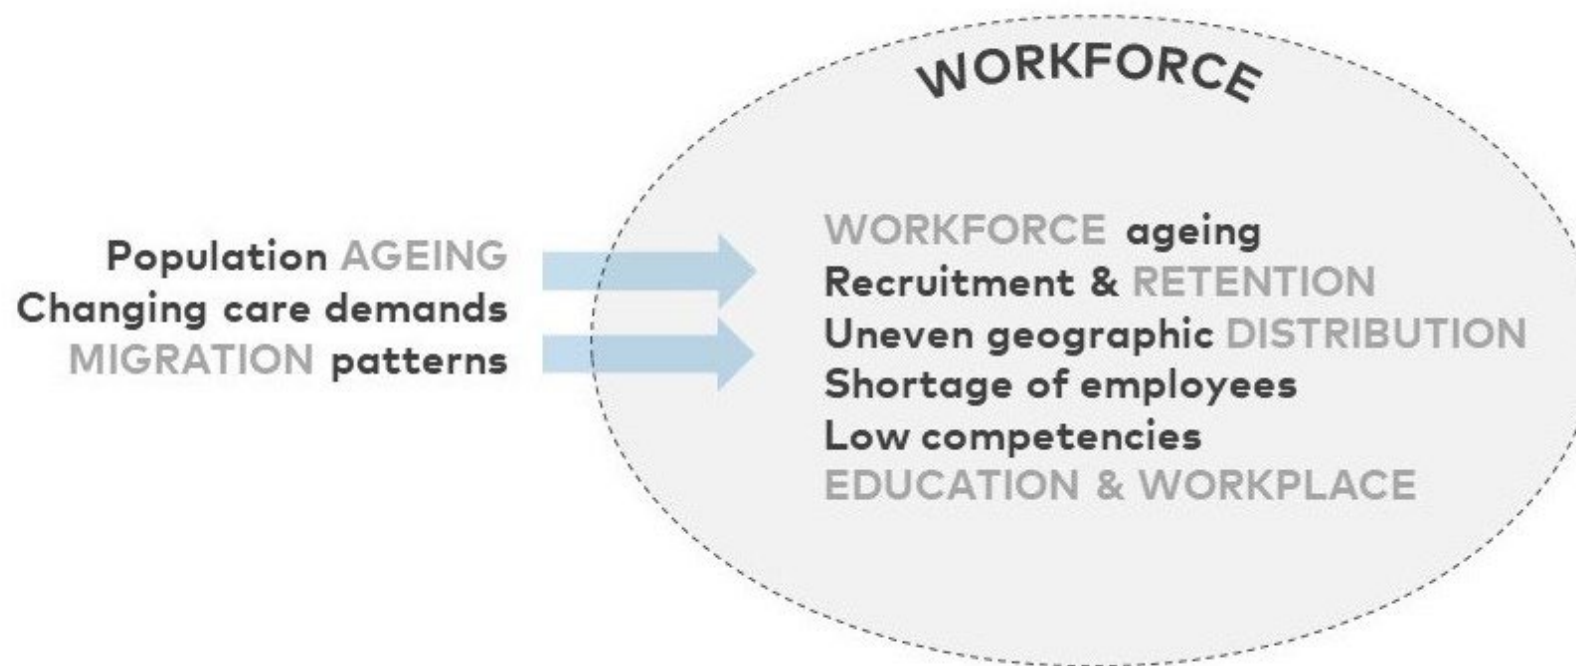 WORKFORCE
Population AGEING
Changing care demands
MIGRATION patterns
WORKFORCE ageing
Recruitment & RETENTION
Uneven geographic DISTRIBUTION
Shortage of employees
Low competencies
EDUCATION & WORKPLACE